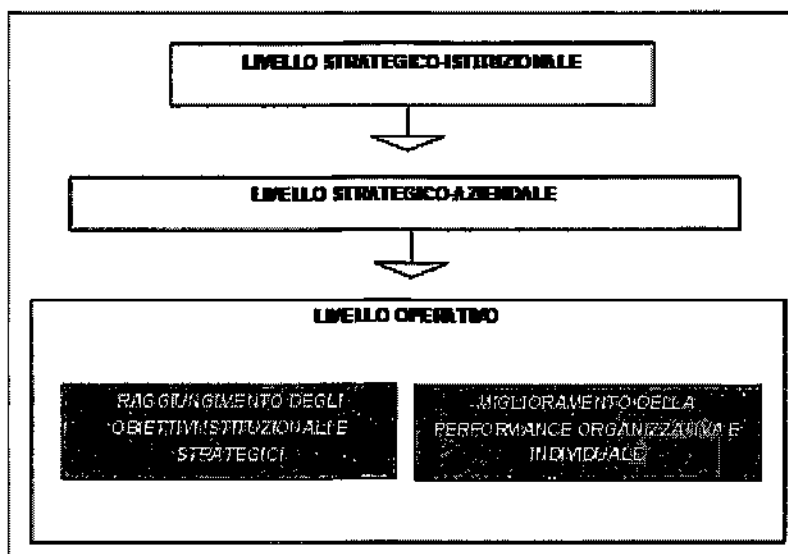 LIVELLO STRATEGICO-ISTITUZIONALE
LIVELLO STRATEGICO-AZIENDALE
LIVELLO OPERATIVO
RAGGIUNGIMENTO DEGLI
OBIETTIVI ISTITUZIONALI E
STRATEGICI
MIGLIORAMENTO DELLA
PERFORMANCE ORGANIZZATIVA E
INDIVIDUALE